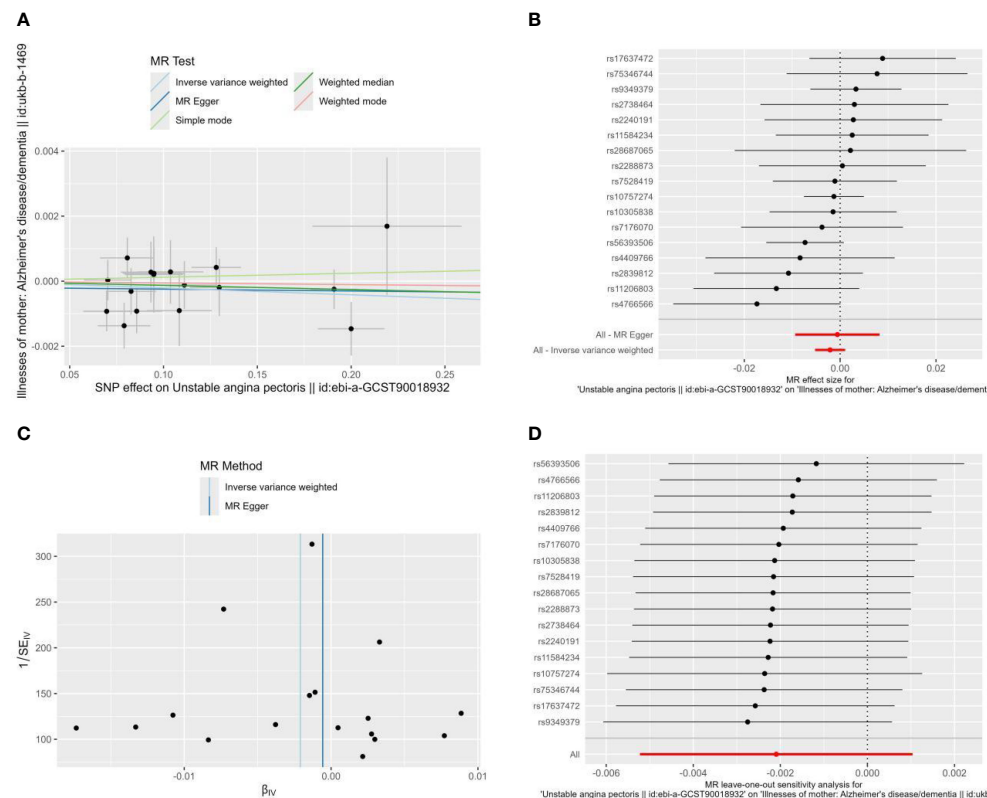 A
MR Test
Inverse variance weighted
Weighted median
MR Egger
Weighted mode
Simple mode
Illnesses of mother: Alzheimer's disease/dementia || id:ukb-b-1469
0.004
0.002
0.000
-0.002
0.05
0.10
0.15
0.20
0.25
SNP effect on Unstable angina pectoris || id:ebi-a-GCST90018932
B
rs17637472
rs75346744
rs9349379
rs2738464
rs2240191
rs11584234
rs28687065
rs2288873
rs7528419
rs10757274
rs10305838
rs7176070
rs56393506
rs4409766
rs2839812
rs11206803
rs4766566
All - MR Egger
All - Inverse variance weighted
-0.02
0.00
0.02
MR effect size for
'Unstable angina pectoris || id:ebi-a-GCST90018932' on 'Illnesses of mother: Alzheimer's disease/dement
C
MR Method
Inverse variance weighted
MR Egger
1/SEIV
300
250
200
150
100
-0.01
0.00
0.01
βIV
D
rs56393506
rs4766566
rs11206803
rs2839812
rs4409766
rs7176070
rs10305838
rs7528419
rs28687065
rs2288873
rs2738464
rs2240191
rs11584234
rs10757274
rs75346744
rs17637472
rs9349379
All
-0.006
-0.004
-0.002
0.000
0.002
MR leave-one-out sensitivity analysis for
'Unstable angina pectoris || id:ebi-a-GCST90018932' on 'Illnesses of mother: Alzheimer's disease/dementia || id:ukb